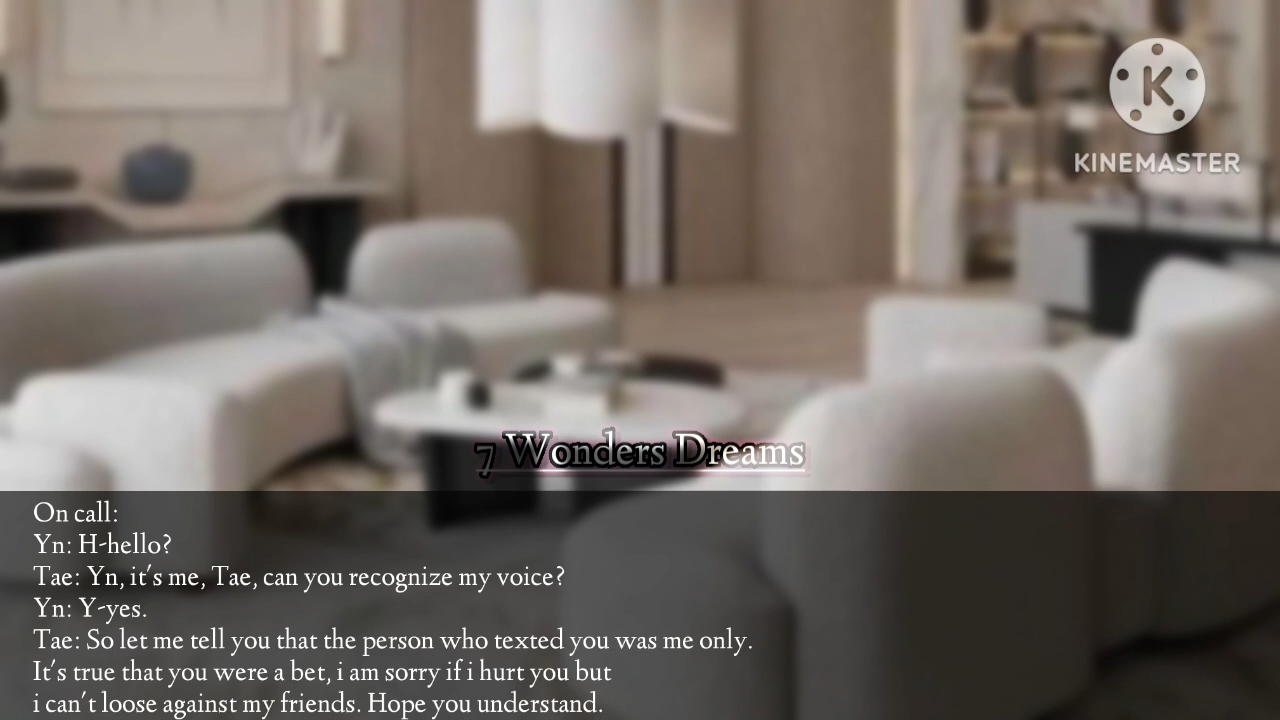 KINEMASTER
7 Wonders Dreams
On call:
Yn: H-hello?
Tae: Yn, it's me, Tae, can you recognize my voice?
Yn: Y-yes.
Tae: So let me tell you that the person who texted you was me only.
It's true that you were a bet, i am sorry if i hurt you but
i can't loose against my friends. Hope you understand.